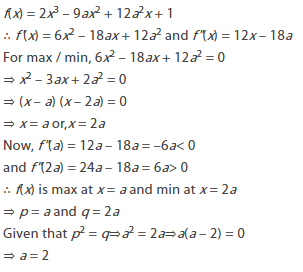 f(x) = 2x³ – 9ax² + 12a²x + 1
∴ f'(x) = 6x² – 18ax + 12a² and f''(x) = 12x – 18a
For max / min, 6x² – 18ax + 12a² = 0
⇒ x² – 3ax + 2a² = 0
⇒ (x – a) (x – 2a) = 0
⇒ x = a or, x = 2a
Now, f''(a) = 12a – 18a = –6a < 0
and f''(2a) = 24a – 18a = 6a > 0
∴ f(x) is max at x = a and min at x = 2a
⇒ p = a and q = 2a
Given that p² = q ⇒ a² = 2a ⇒ a(a – 2) = 0
⇒ a = 2